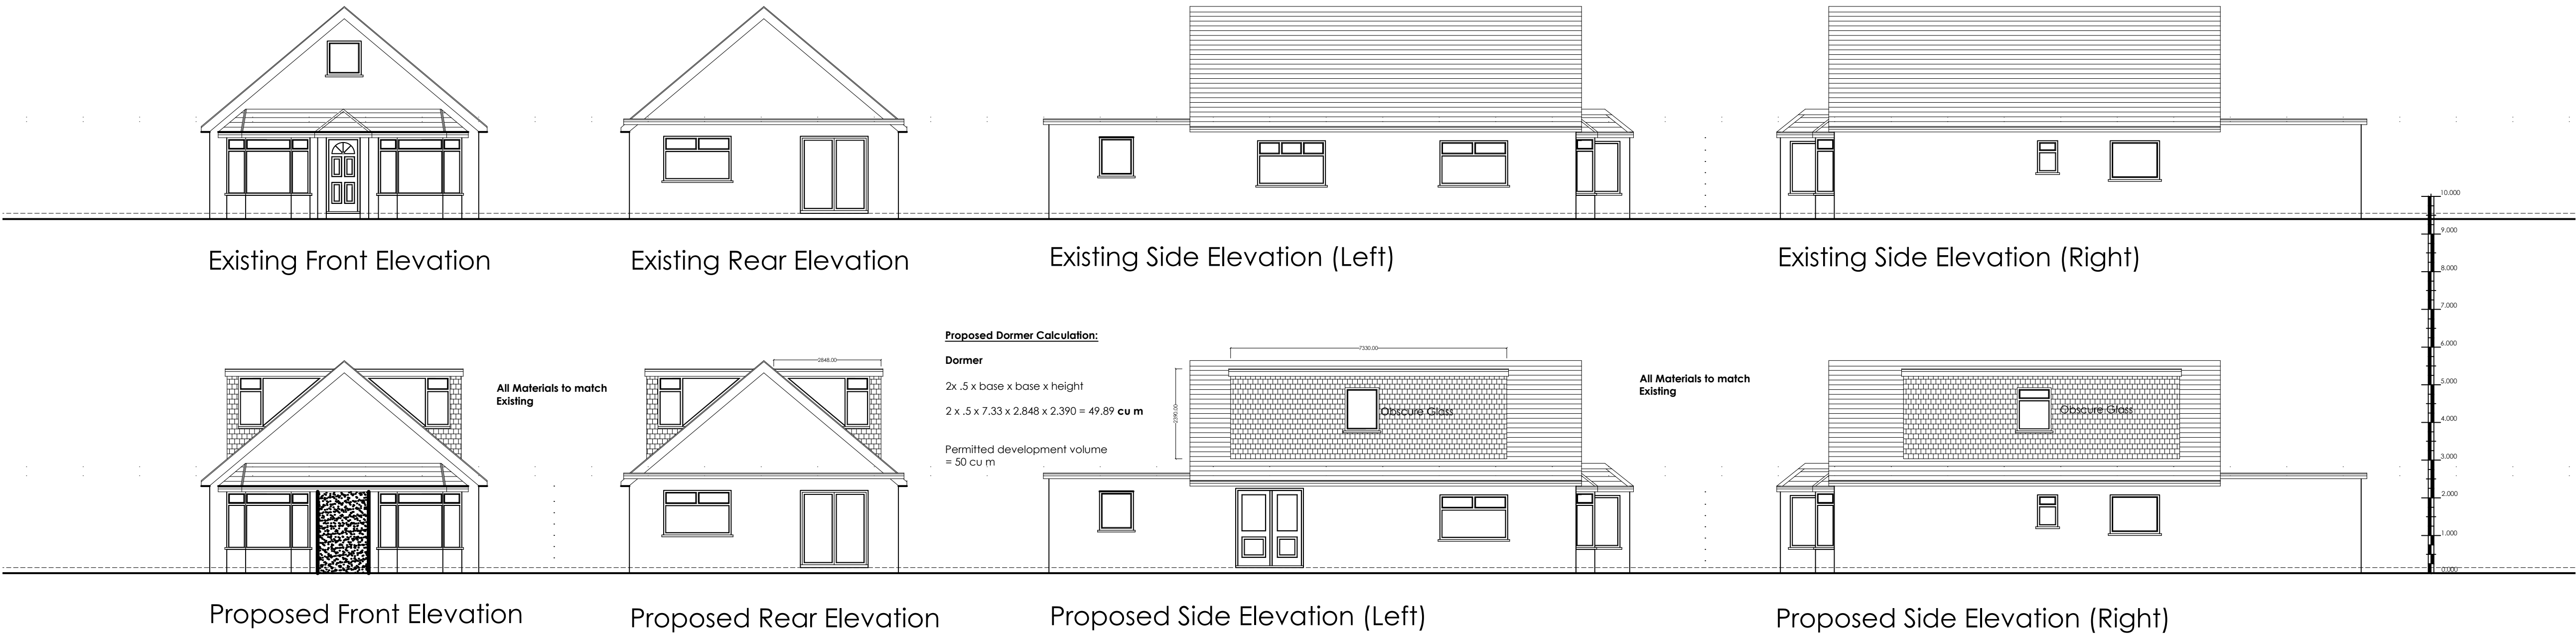 Existing Front Elevation
Existing Rear Elevation
Existing Side Elevation (Left)
Existing Side Elevation (Right)
10.000
9.000
8.000
7.000
6.000
5.000
4.000
3.000
2.000
1.000
0.000
All Materials to match
Existing
2848.00
Proposed Dormer Calculation:
Dormer
2x .5 x base x base x height
2 x .5 x 7.33 x 2.848 x 2.390 = 49.89 cu m
Permitted development volume
= 50 cu m
7330.00
2390.00
Obscure Glass
All Materials to match
Existing
Obscure Glass
Proposed Front Elevation
Proposed Rear Elevation
Proposed Side Elevation (Left)
Proposed Side Elevation (Right)